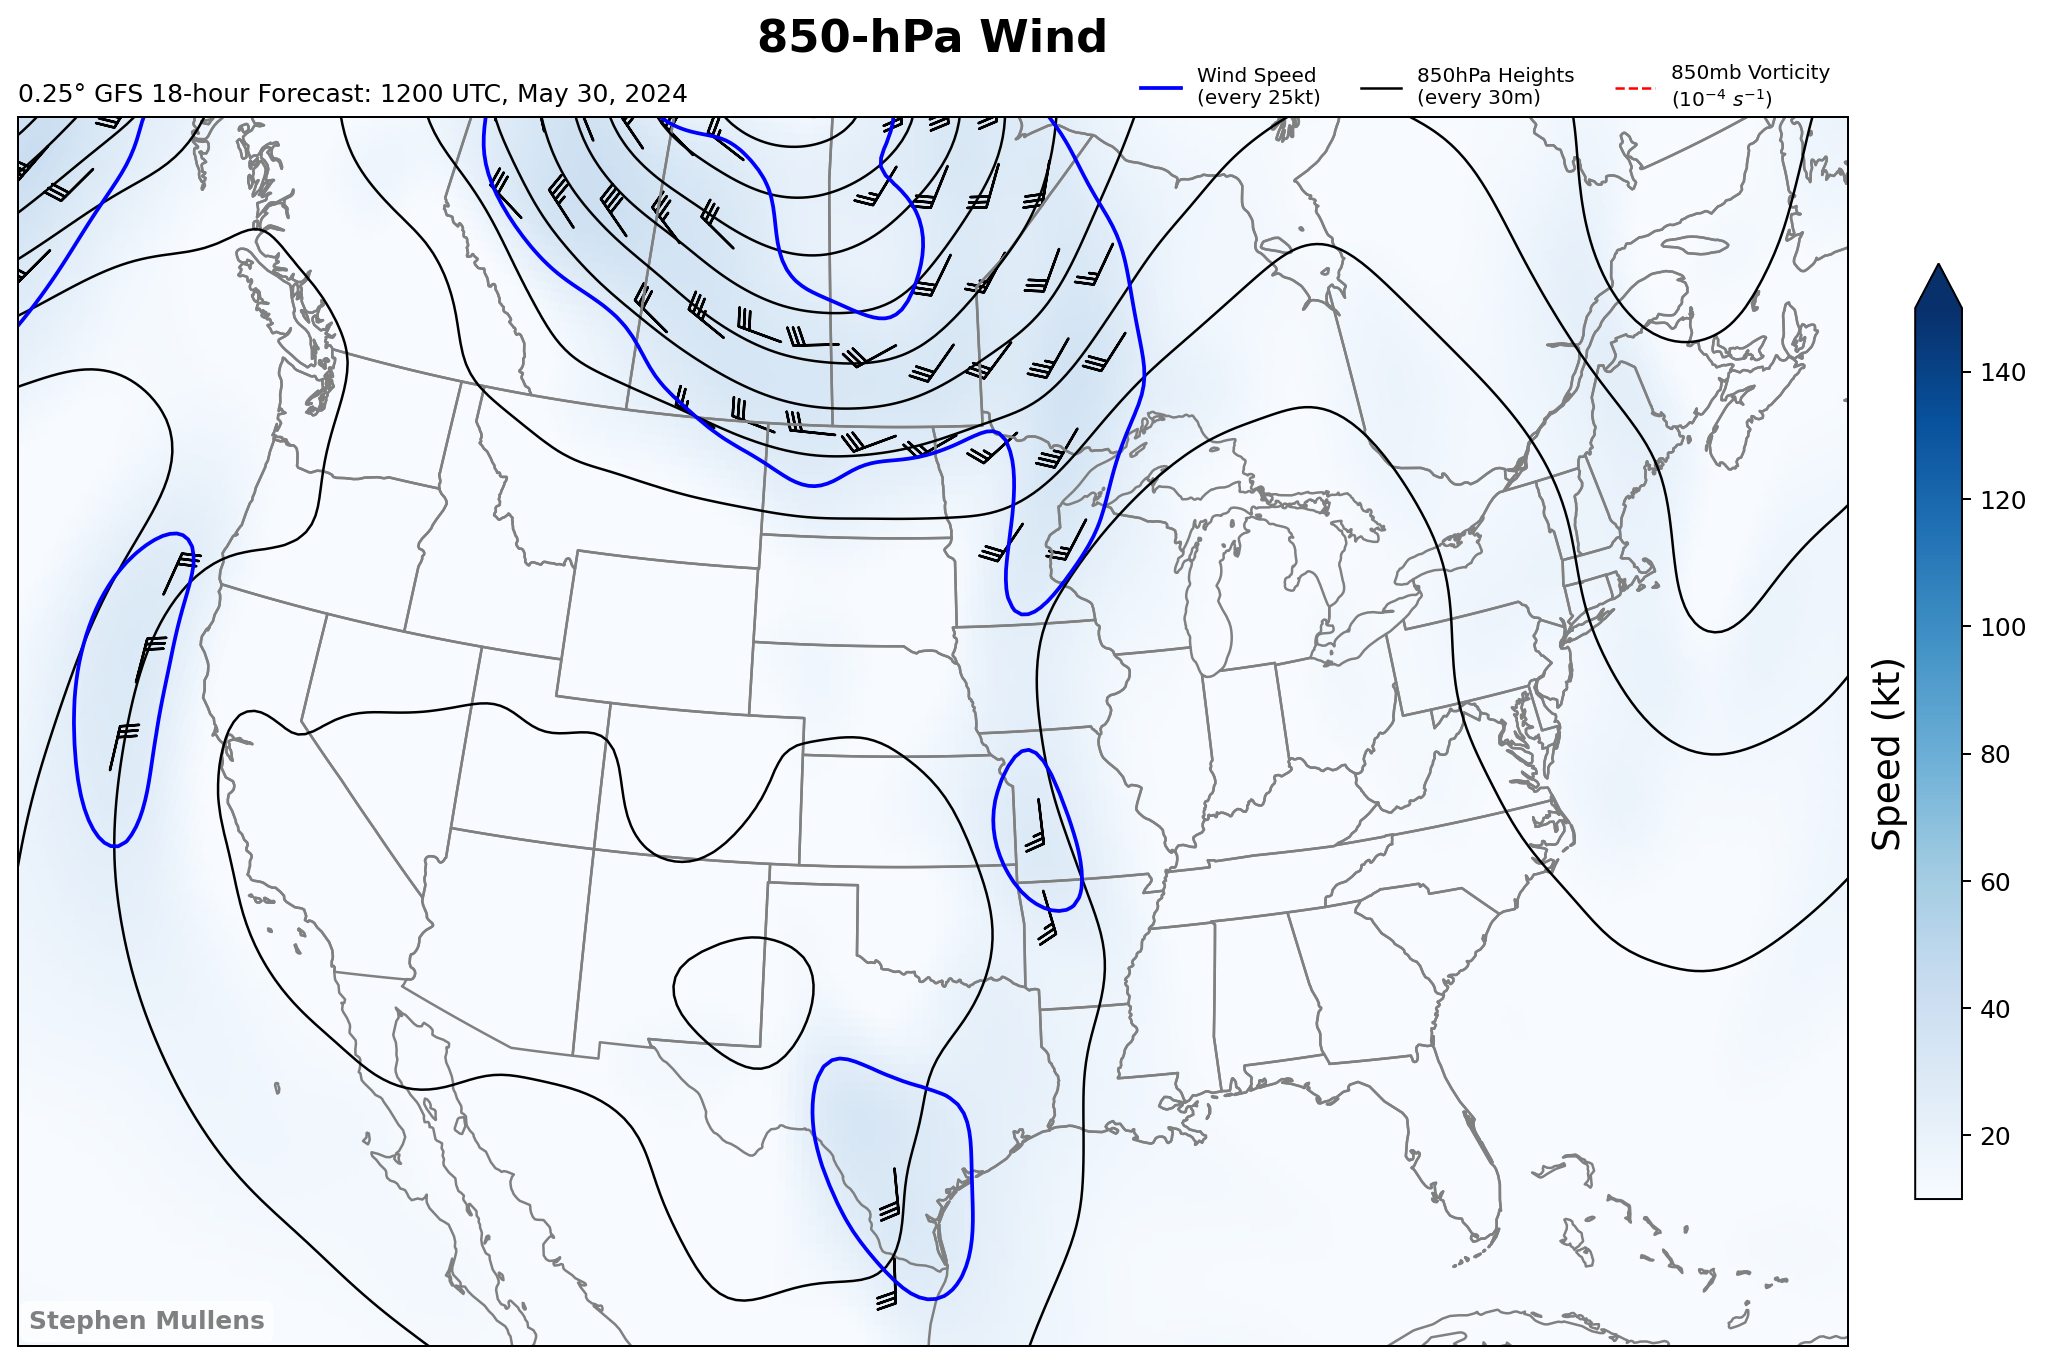 850-hPa Wind
0.25° GFS 18-hour Forecast: 1200 UTC, May 30, 2024
Wind Speed
(every 25kt)
850hPa Heights
(every 30m)
850mb Vorticity
(10⁻⁴ s⁻¹)
140
120
100
80
60
40
20
Speed (kt)
Stephen Mullens